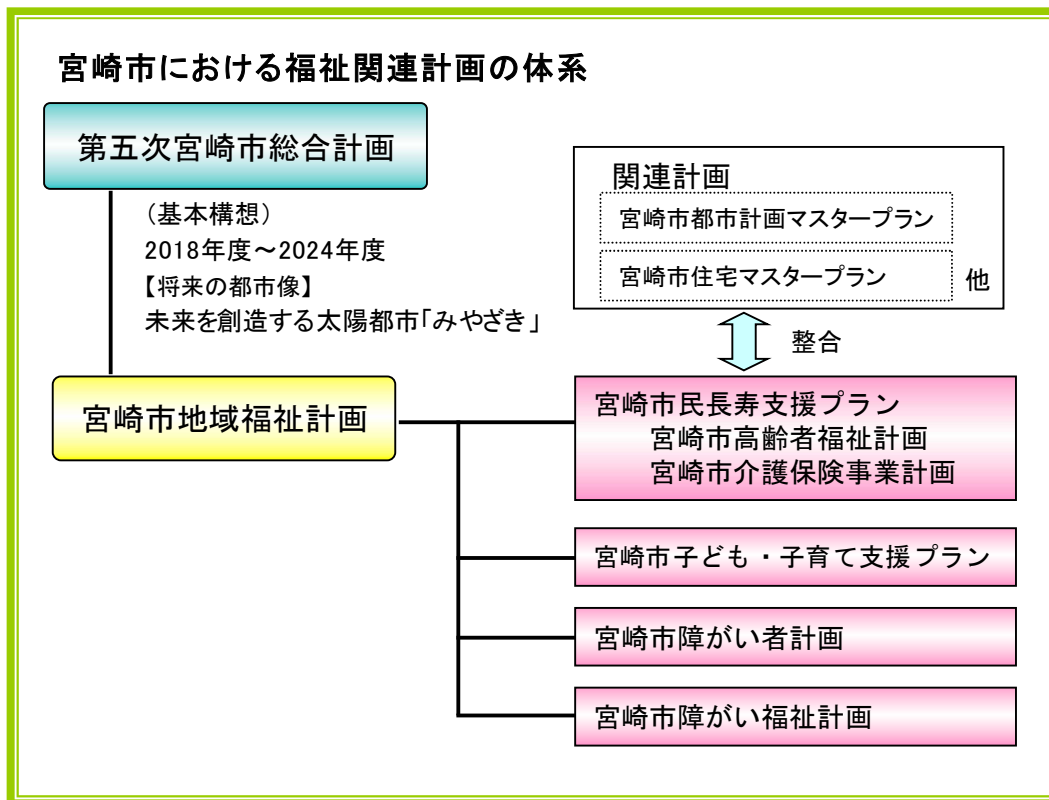 宮崎市における福祉関連計画の体系
第五次宮崎市総合計画
（基本構想）
2018年度～2024年度
【将来の都市像】
未来を創造する太陽都市「みやざき」
関連計画
宮崎市都市計画マスタープラン
宮崎市住宅マスタープラン
他
整合
宮崎市地域福祉計画
宮崎市民長寿支援プラン
宮崎市高齢者福祉計画
宮崎市介護保険事業計画
宮崎市子ども・子育て支援プラン
宮崎市障がい者計画
宮崎市障がい福祉計画